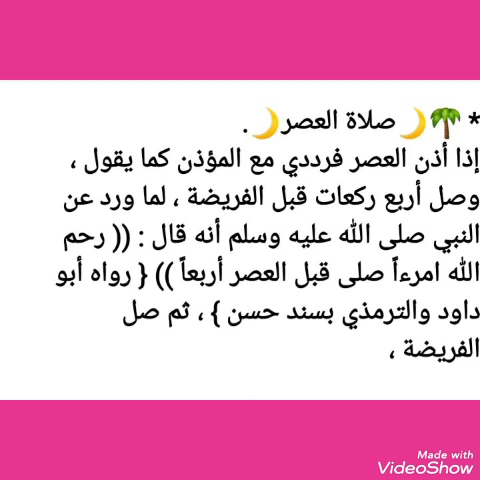 * 🌴🌙 صلاة العصر🌙.
إذا أذن العصر فرددي مع المؤذن كما يقول ،
وصل أربع ركعات قبل الفريضة ، لما ورد عن
النبي صلى الله عليه وسلم أنه قال : (( رحم
الله امرءاً صلى قبل العصر أربعاً )) { رواه أبو
داود والترمذي بسند حسن } ، ثم صل
الفريضة ،
Made with
VideoShow